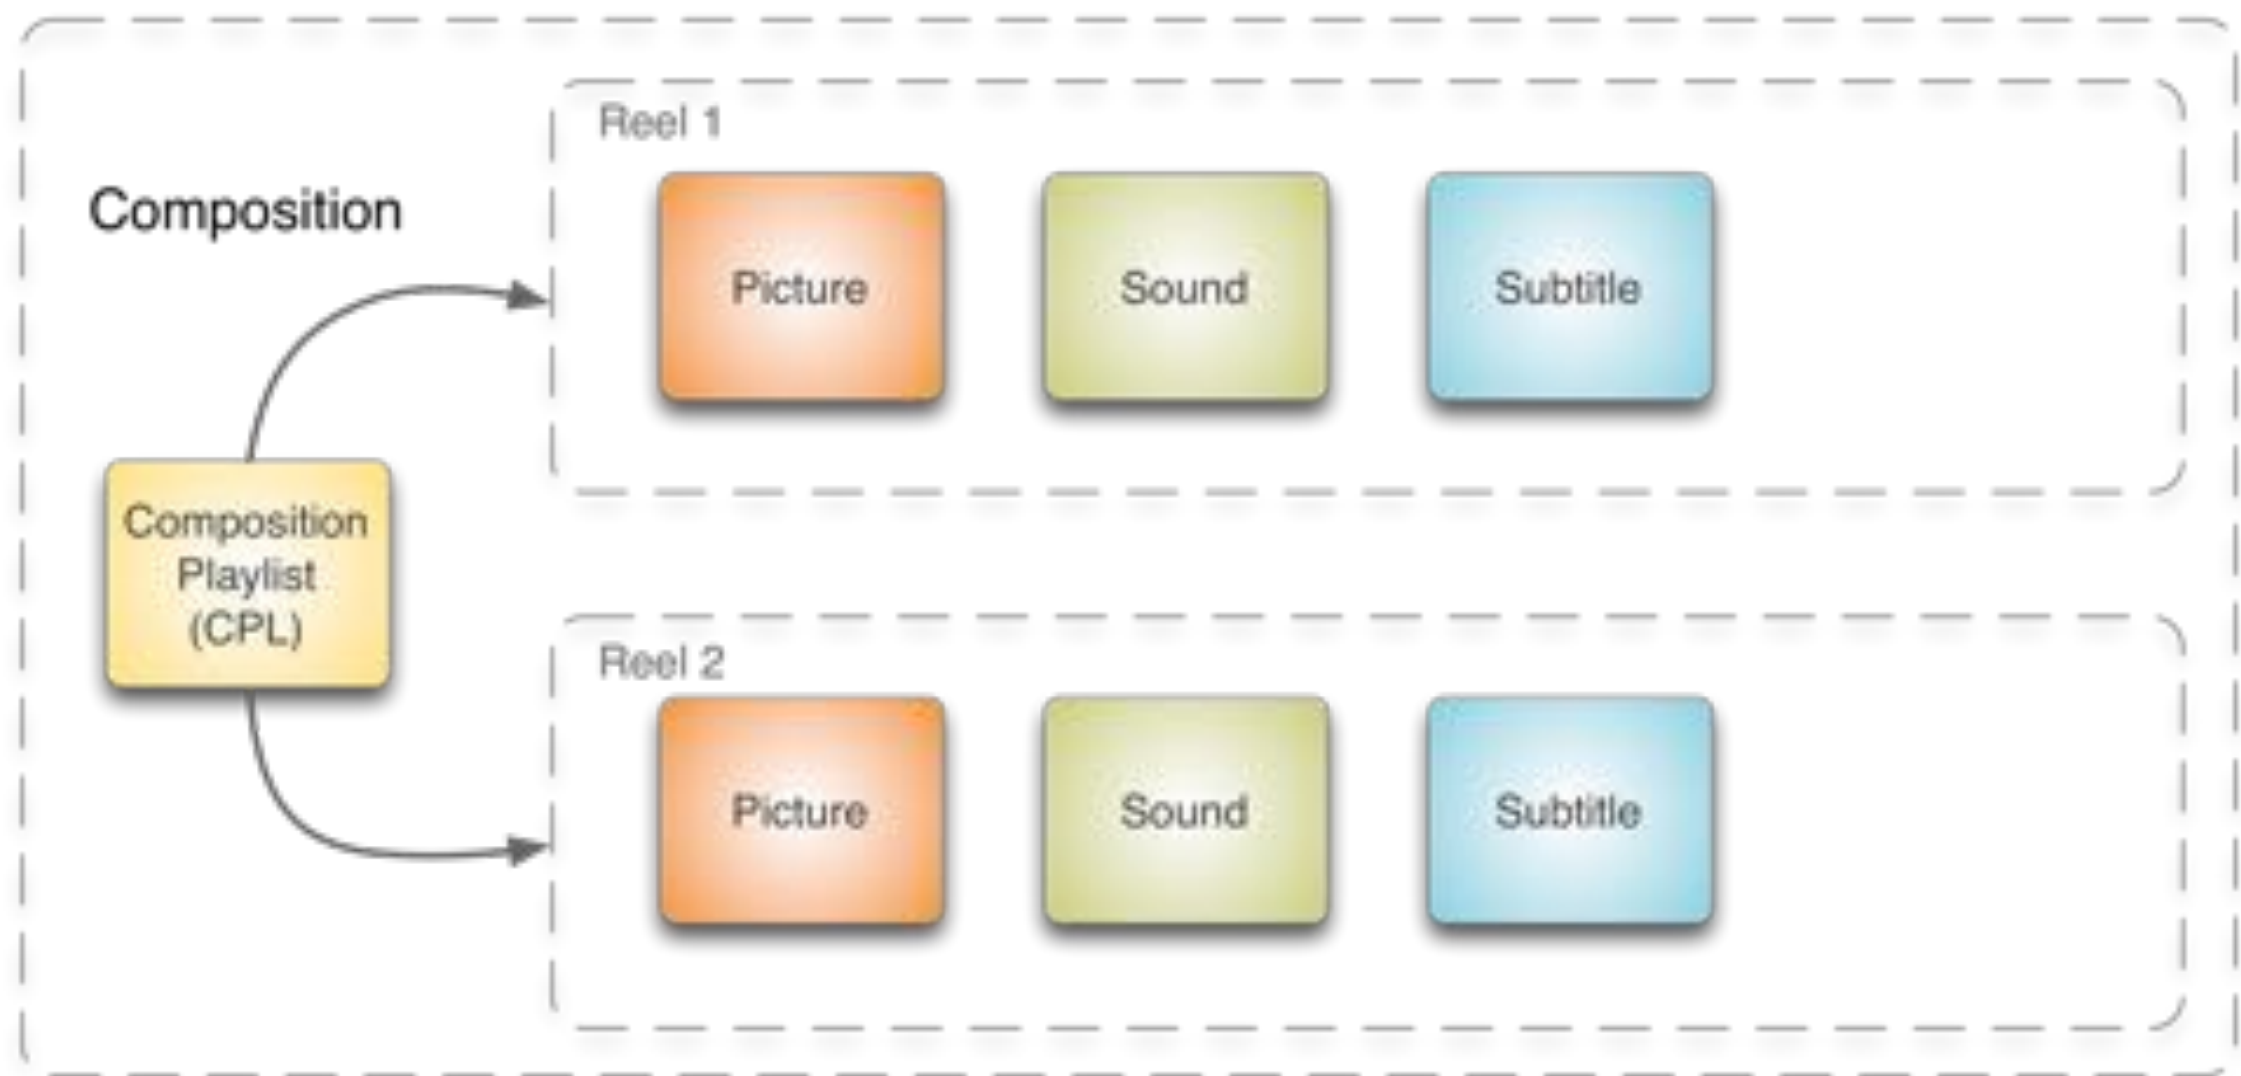 Composition
Reel 1
Picture
Sound
Subtitle
Composition
Playlist
(CPL)
Reel 2
Picture
Sound
Subtitle